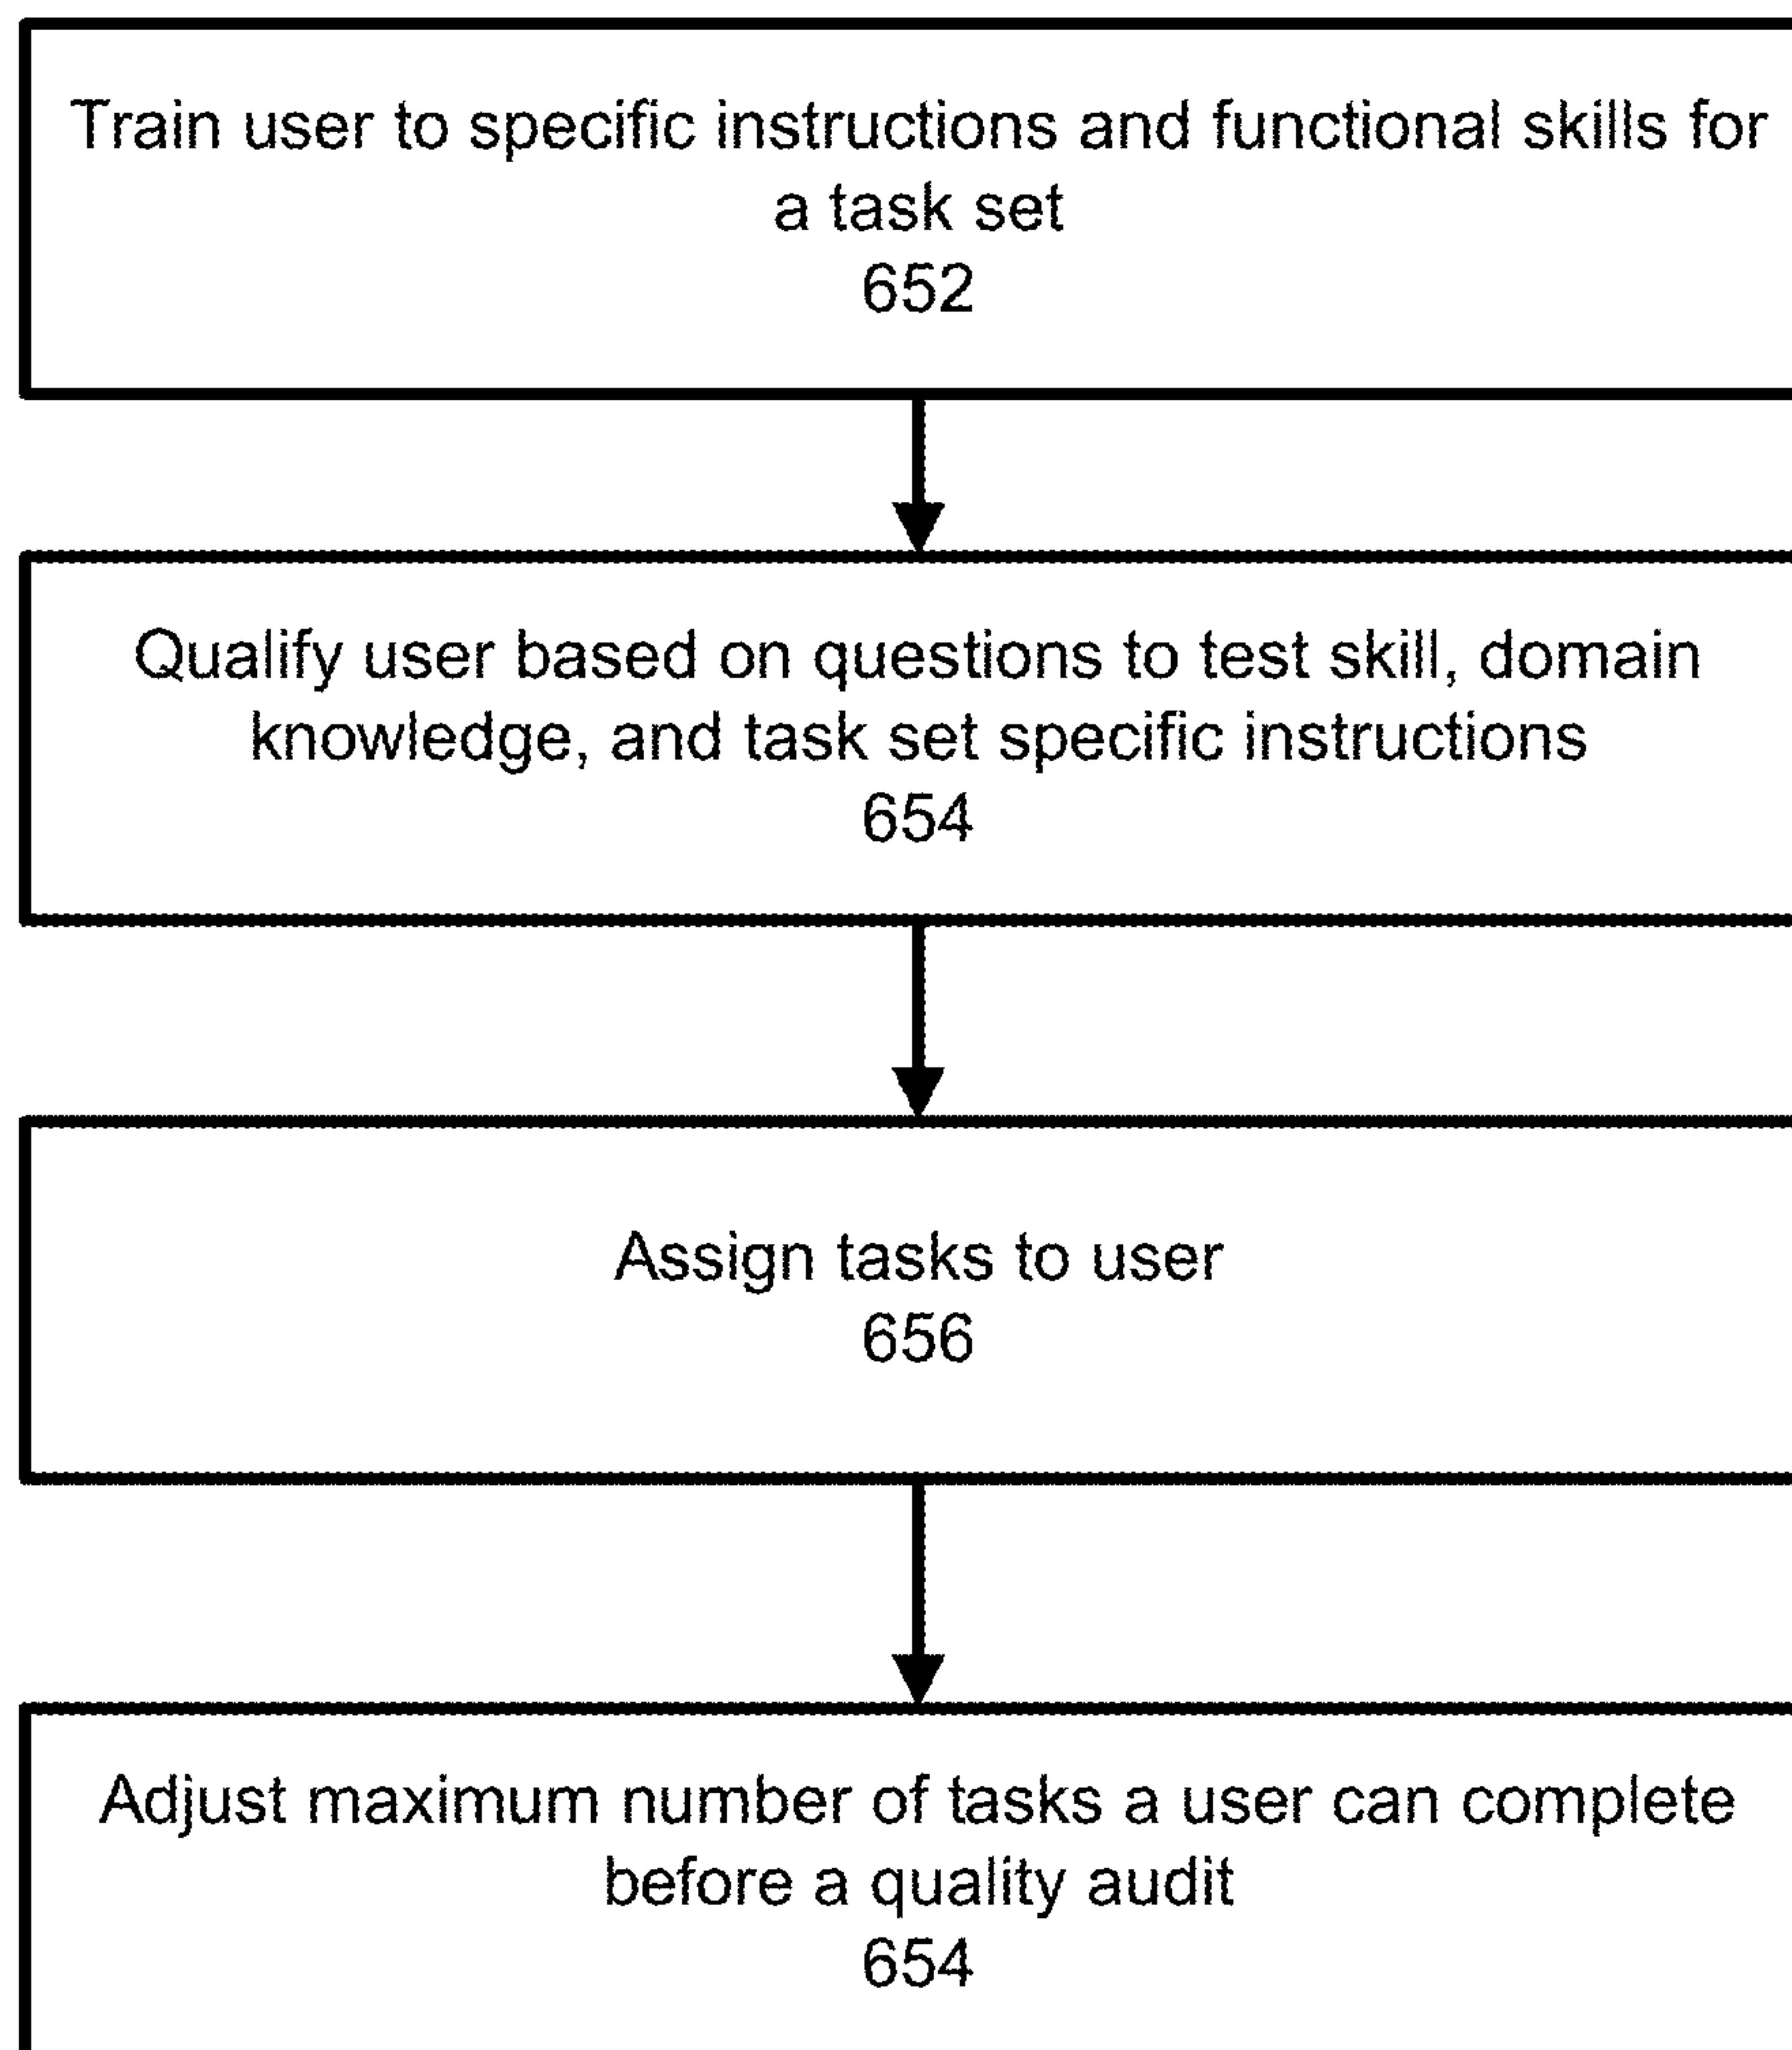 Train user to specific instructions and functional skills for
a task set
652
Qualify user based on questions to test skill, domain
knowledge, and task set specific instructions
654
Assign tasks to user
656
Adjust maximum number of tasks a user can complete
before a quality audit
654